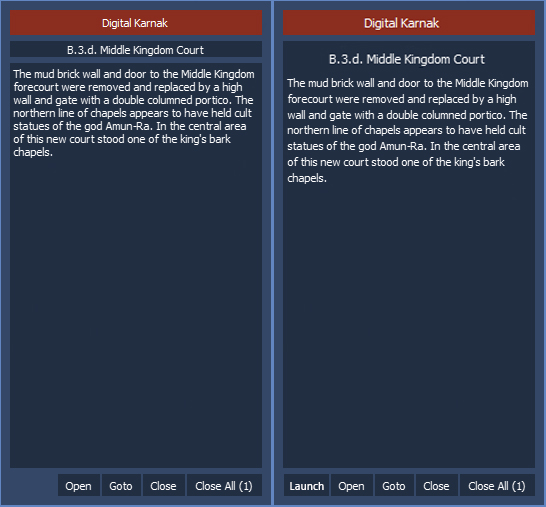 Digital Karnak
B.3.d. Middle Kingdom Court
The mud brick wall and door to the Middle Kingdom
forecourt were removed and replaced by a high
wall and gate with a double columned portico. The
northern line of chapels appears to have held cult
statues of the god Amun-Ra. In the central area
of this new court stood one of the king's bark
chapels.
Open Goto Close Close All (1)
Digital Karnak
B.3.d. Middle Kingdom Court
The mud brick wall and door to the Middle Kingdom
forecourt were removed and replaced by a high
wall and gate with a double columned portico. The
northern line of chapels appears to have held cult
statues of the god Amun-Ra. In the central area
of this new court stood one of the king's bark
chapels.
Launch Open Goto Close Close All (1)